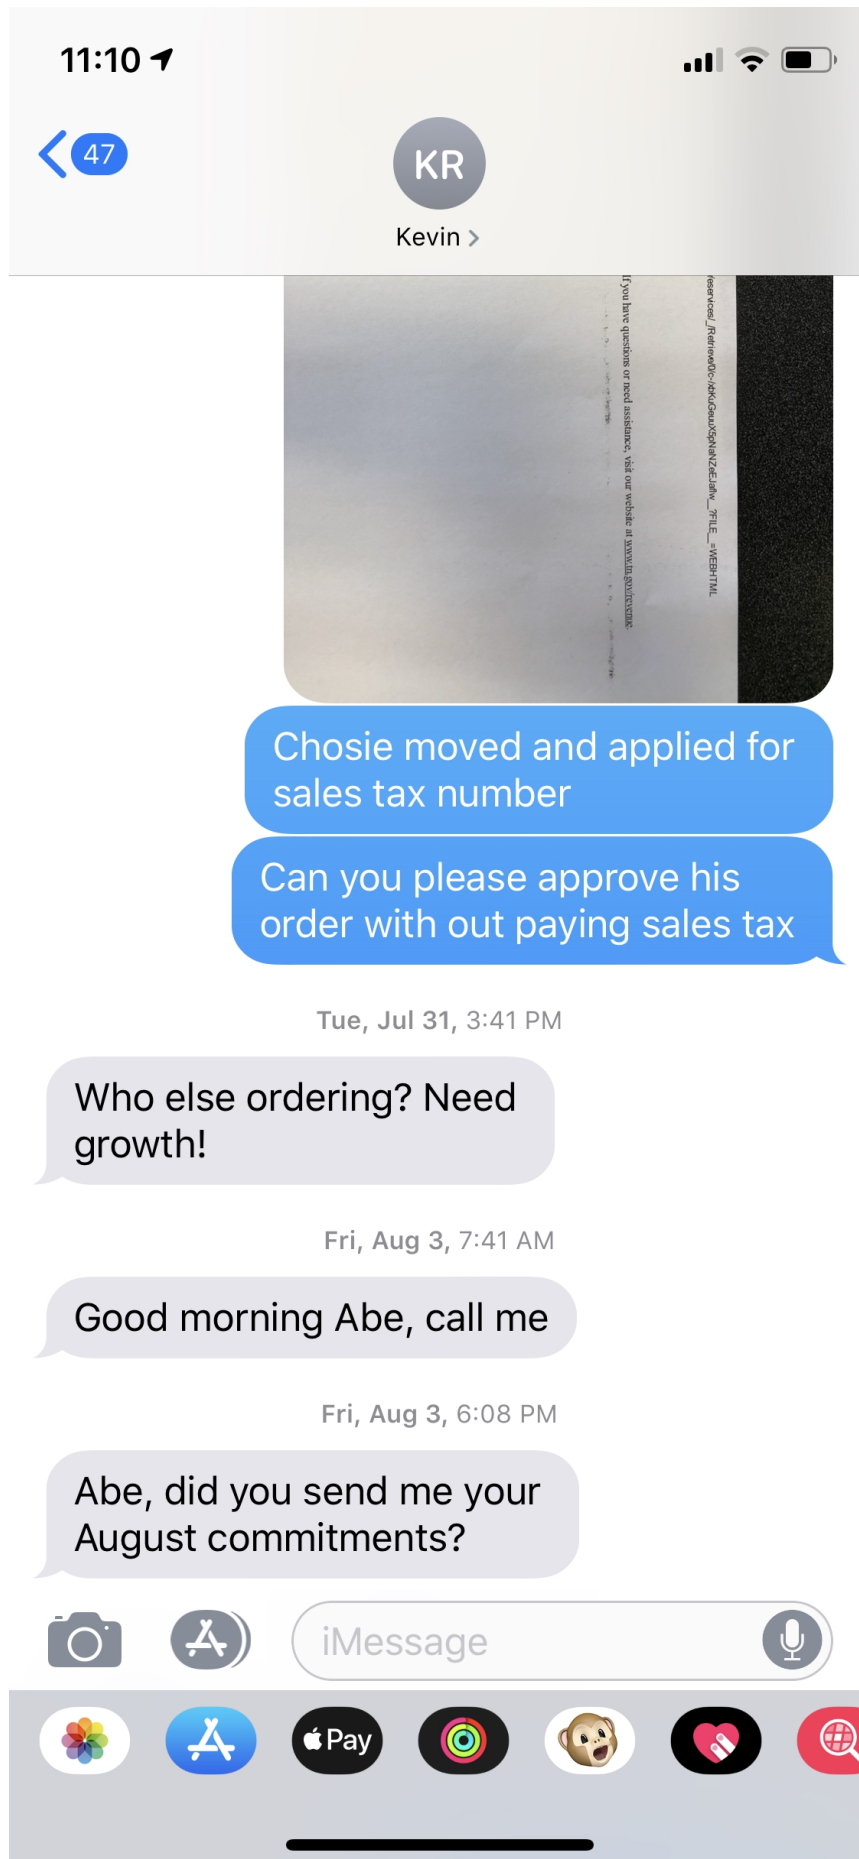 11:10
47
KR
Kevin
If you have questions or need assistance, visit our website at www.tn.gov/revenue.
Chosie moved and applied for
sales tax number
Can you please approve his
order with out paying sales tax
Tue, Jul 31, 3:41 PM
Who else ordering? Need
growth!
Fri, Aug 3, 7:41 AM
Good morning Abe, call me
Fri, Aug 3, 6:08 PM
Abe, did you send me your
August commitments?
iMessage
Pay